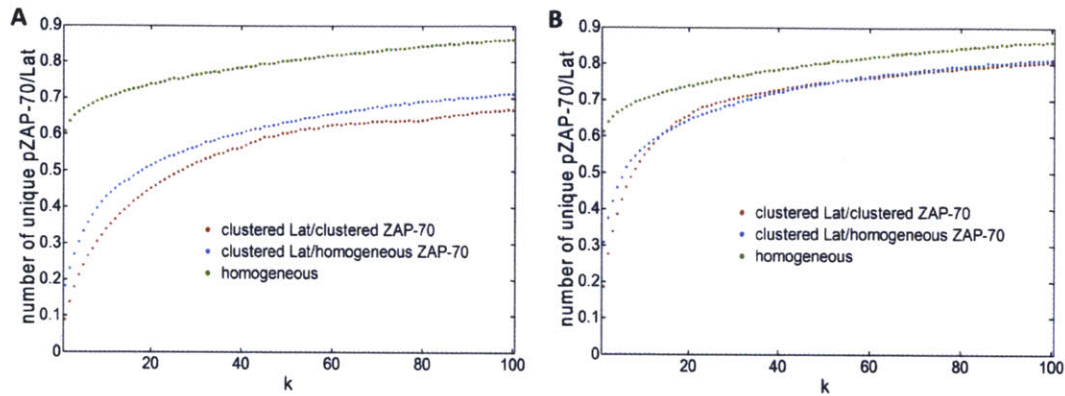 A
number of unique pZAP-70/Lat
0.9
0.8
0.7
0.6
0.5
0.4
0.3
0.2
0.1
0
20
40
60
80
100
k
clustered Lat/clustered ZAP-70
clustered Lat/homogeneous ZAP-70
homogeneous
B
number of unique pZAP-70/Lat
0.9
0.8
0.7
0.6
0.5
0.4
0.3
0.2
0.1
0
20
40
60
80
100
k
clustered Lat/clustered ZAP-70
clustered Lat/homogeneous ZAP-70
homogeneous